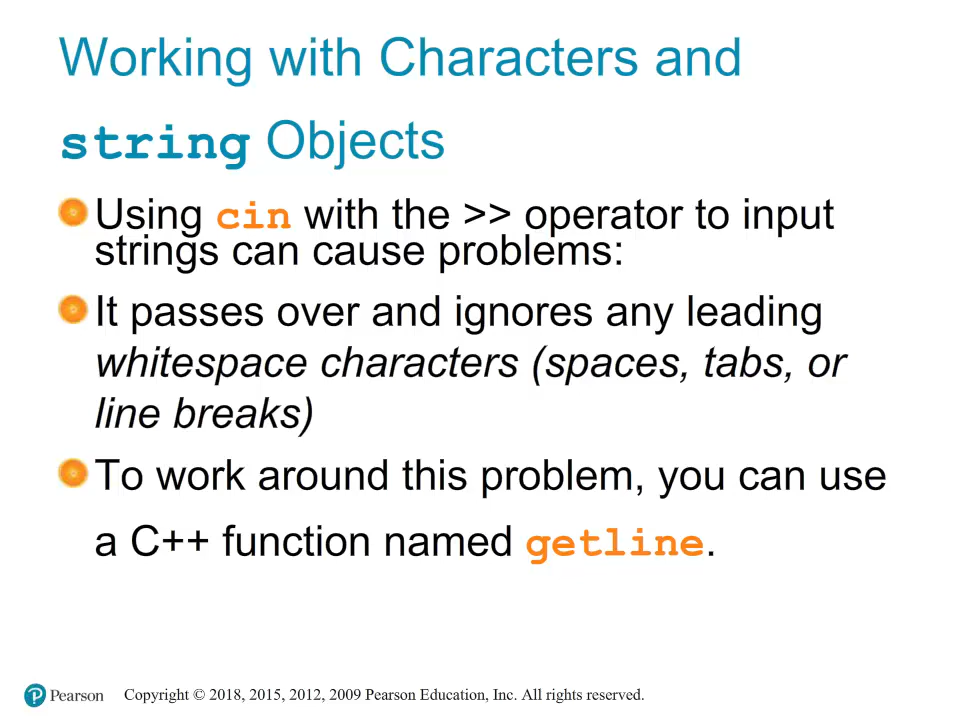 Working with Characters and
string Objects
Using cin with the >> operator to input
strings can cause problems:
It passes over and ignores any leading
whitespace characters (spaces, tabs, or
line breaks)
To work around this problem, you can use
a C++ function named getline.
Pearson Copyright © 2018, 2015, 2012, 2009 Pearson Education, Inc. All rights reserved.